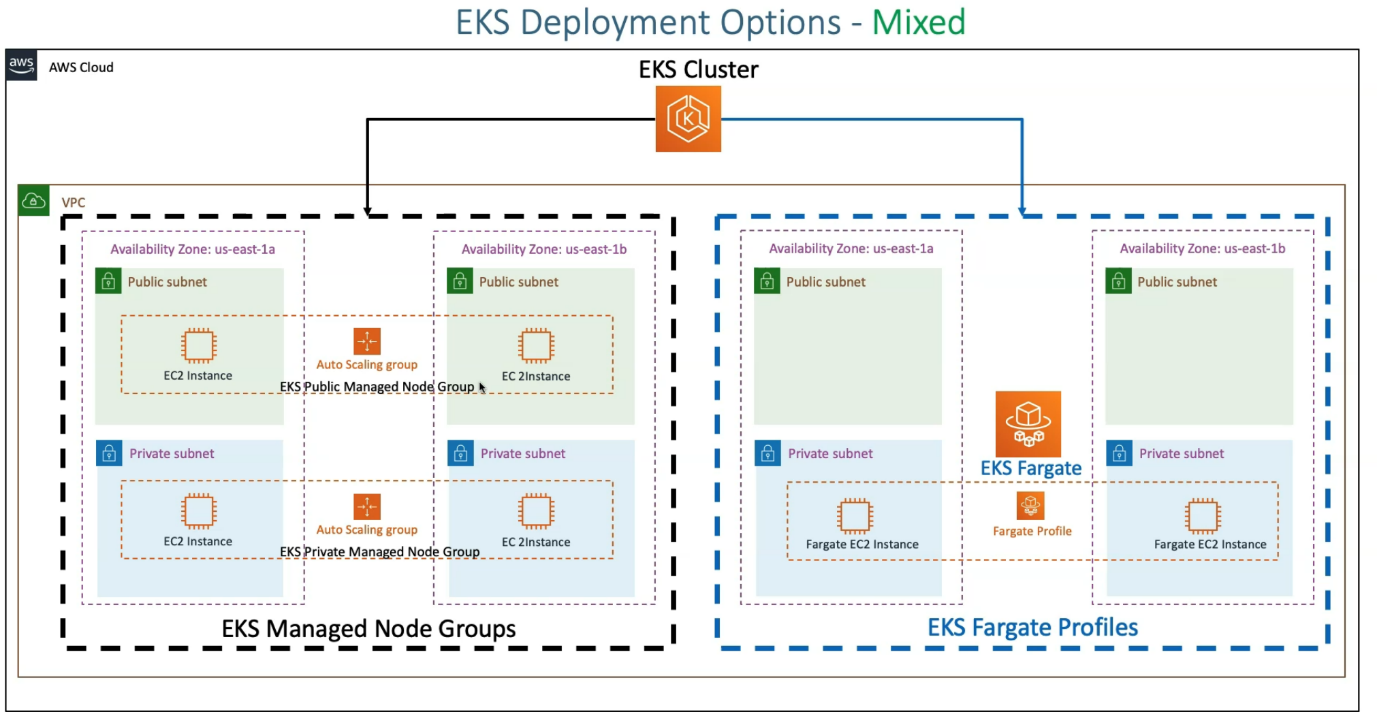 EKS Deployment Options - Mixed
aws
AWS Cloud
EKS Cluster
K
VPC
Availability Zone: us-east-1a
Availability Zone: us-east-1b
Public subnet
Public subnet
EC2 Instance
Auto Scaling group
EC 2Instance
EKS Public Managed Node Group
Private subnet
Private subnet
EC2 Instance
Auto Scaling group
EC 2Instance
EKS Private Managed Node Group
EKS Managed Node Groups
Availability Zone: us-east-1a
Availability Zone: us-east-1b
Public subnet
Public subnet
EKS Fargate
Private subnet
Private subnet
Fargate EC2 Instance
Fargate Profile
Fargate EC2 Instance
EKS Fargate Profiles